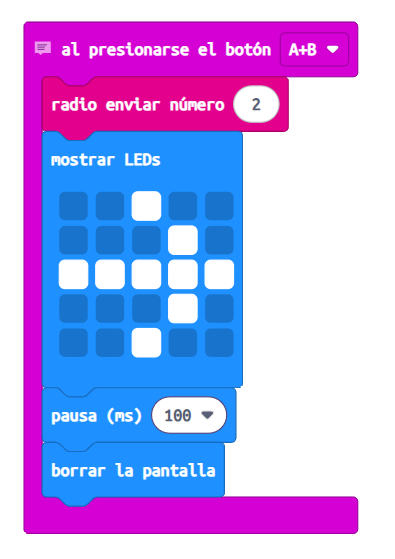 al presionarse el botón A+B
radio enviar número 2
mostrar LEDs
pausa (ms) 100
borrar la pantalla